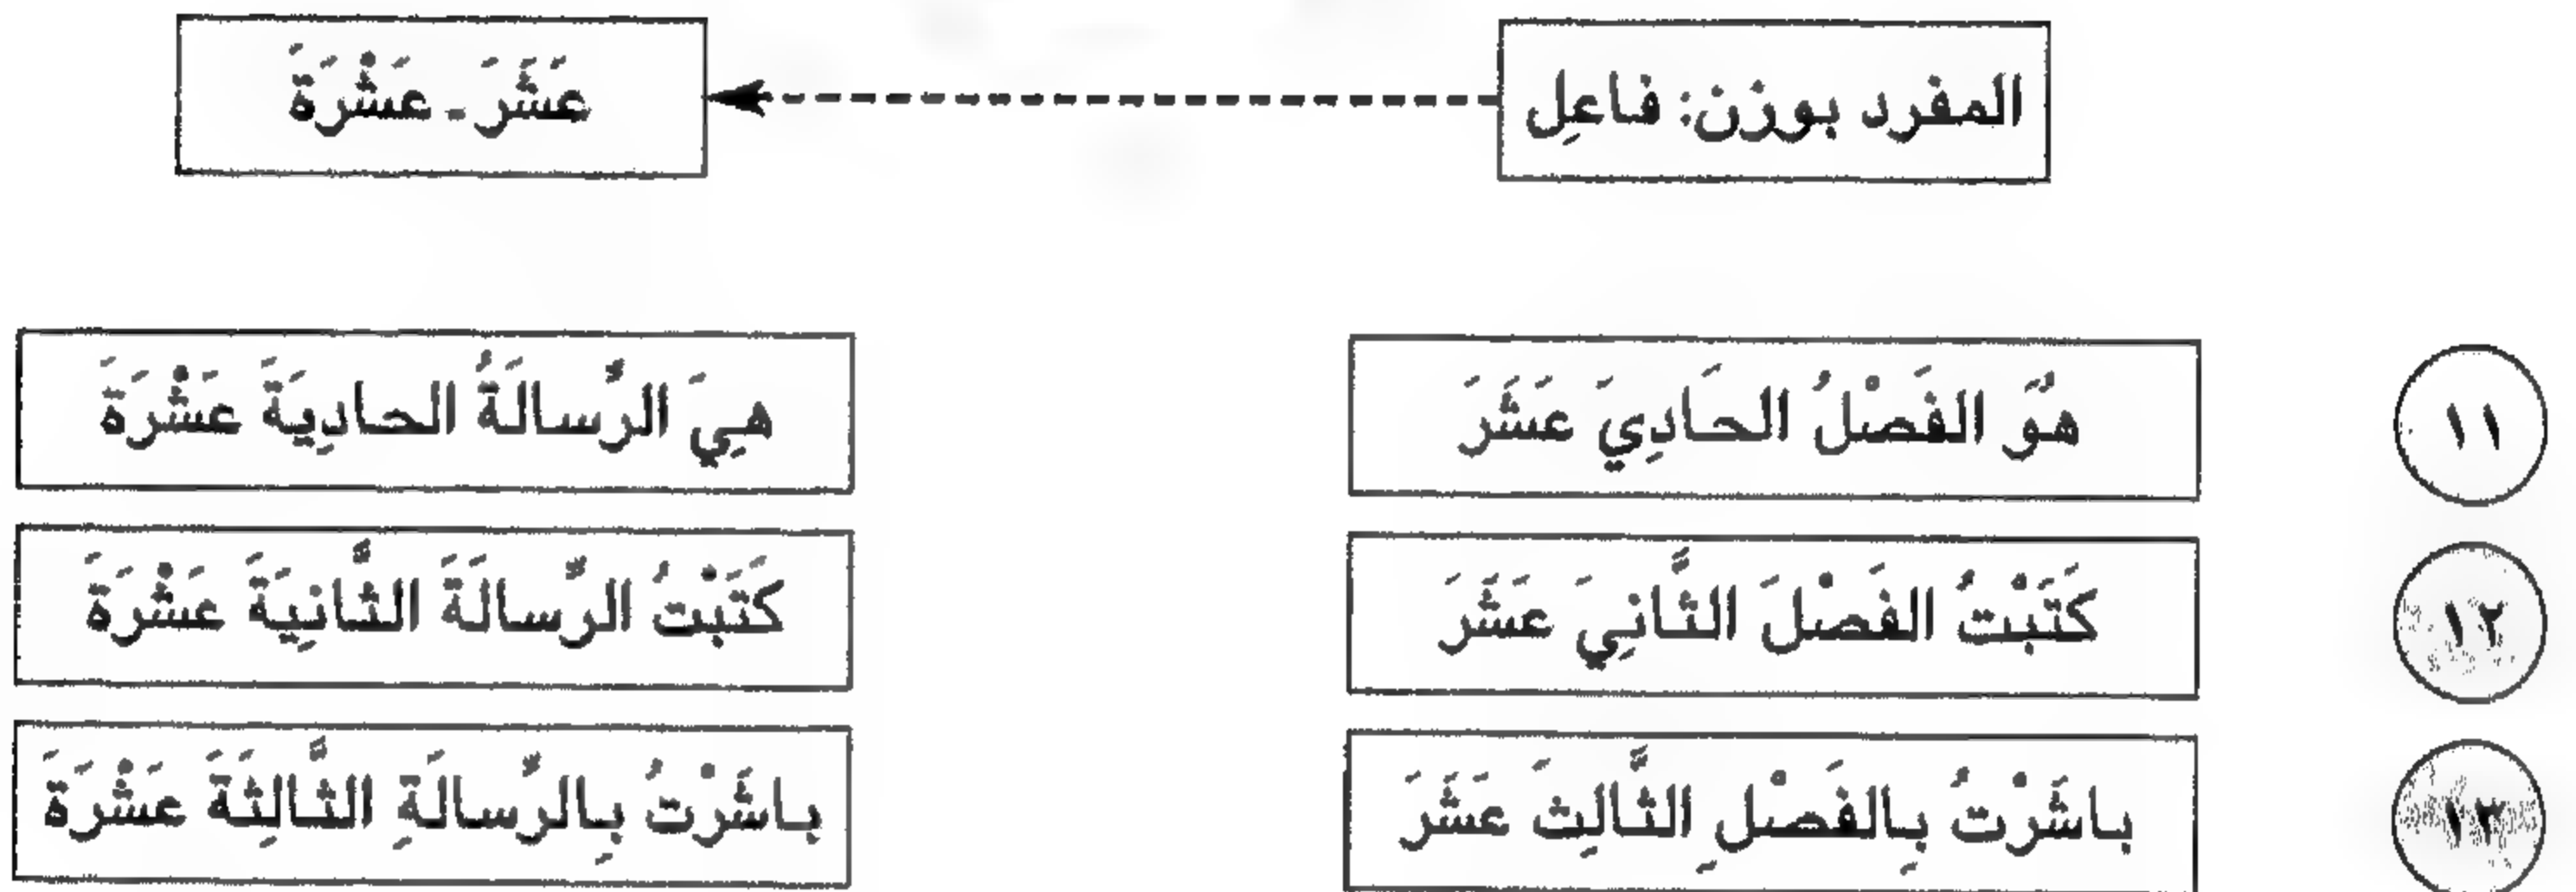 المفرد بوزن: فاعِل عَشَرَ - عَشْرَةَ
١١ هُوَ الفَصْلُ الحَادِيَ عَشَرَ هِيَ الرِّسالَةُ الحادِيَةَ عَشْرَةَ
١٢ كَتَبْتُ الفَصْلَ الثَّانِيَ عَشَرَ كَتَبْتُ الرِّسالَةَ الثَّانِيَةَ عَشْرَةَ
١٣ باشَرْتُ بِالفَصْلِ الثَّالِثَ عَشَرَ باشَرْتُ بِالرِّسالَةِ الثَّالِثَةَ عَشْرَةَ